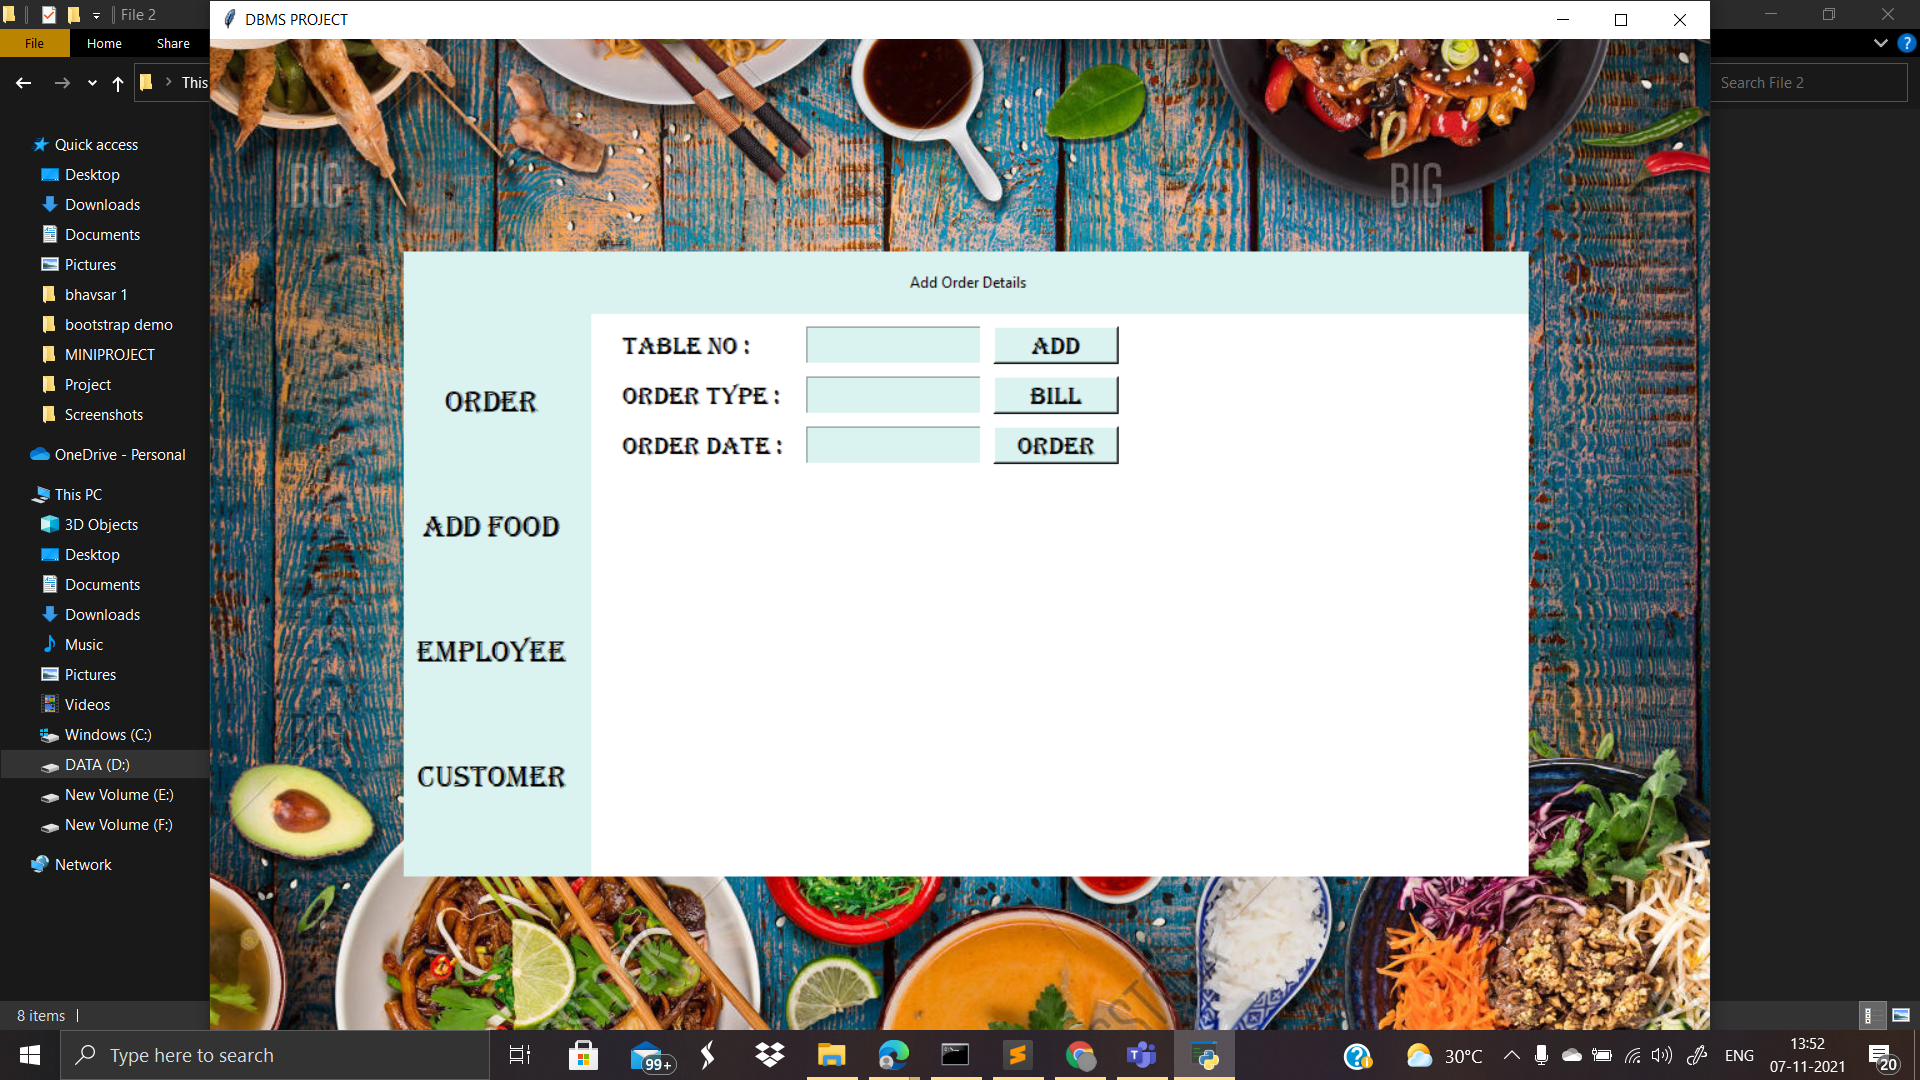 File 2
DBMS PROJECT
File
Home
Share
This
Search File 2
Quick access
Desktop
Downloads
Documents
Pictures
bhavsar 1
bootstrap demo
MINIPROJECT
Project
Screenshots
OneDrive - Personal
This PC
3D Objects
Desktop
Documents
Downloads
Music
Pictures
Videos
Windows (C:)
DATA (D:)
New Volume (E:)
New Volume (F:)
Network
8 items
BIG
BIG
Add Order Details
ORDER
ADD FOOD
EMPLOYEE
CUSTOMER
TABLE NO :
ADD
ORDER TYPE :
BILL
ORDER DATE :
ORDER
Type here to search
99+
30°C
ENG
13:52
07-11-2021
20